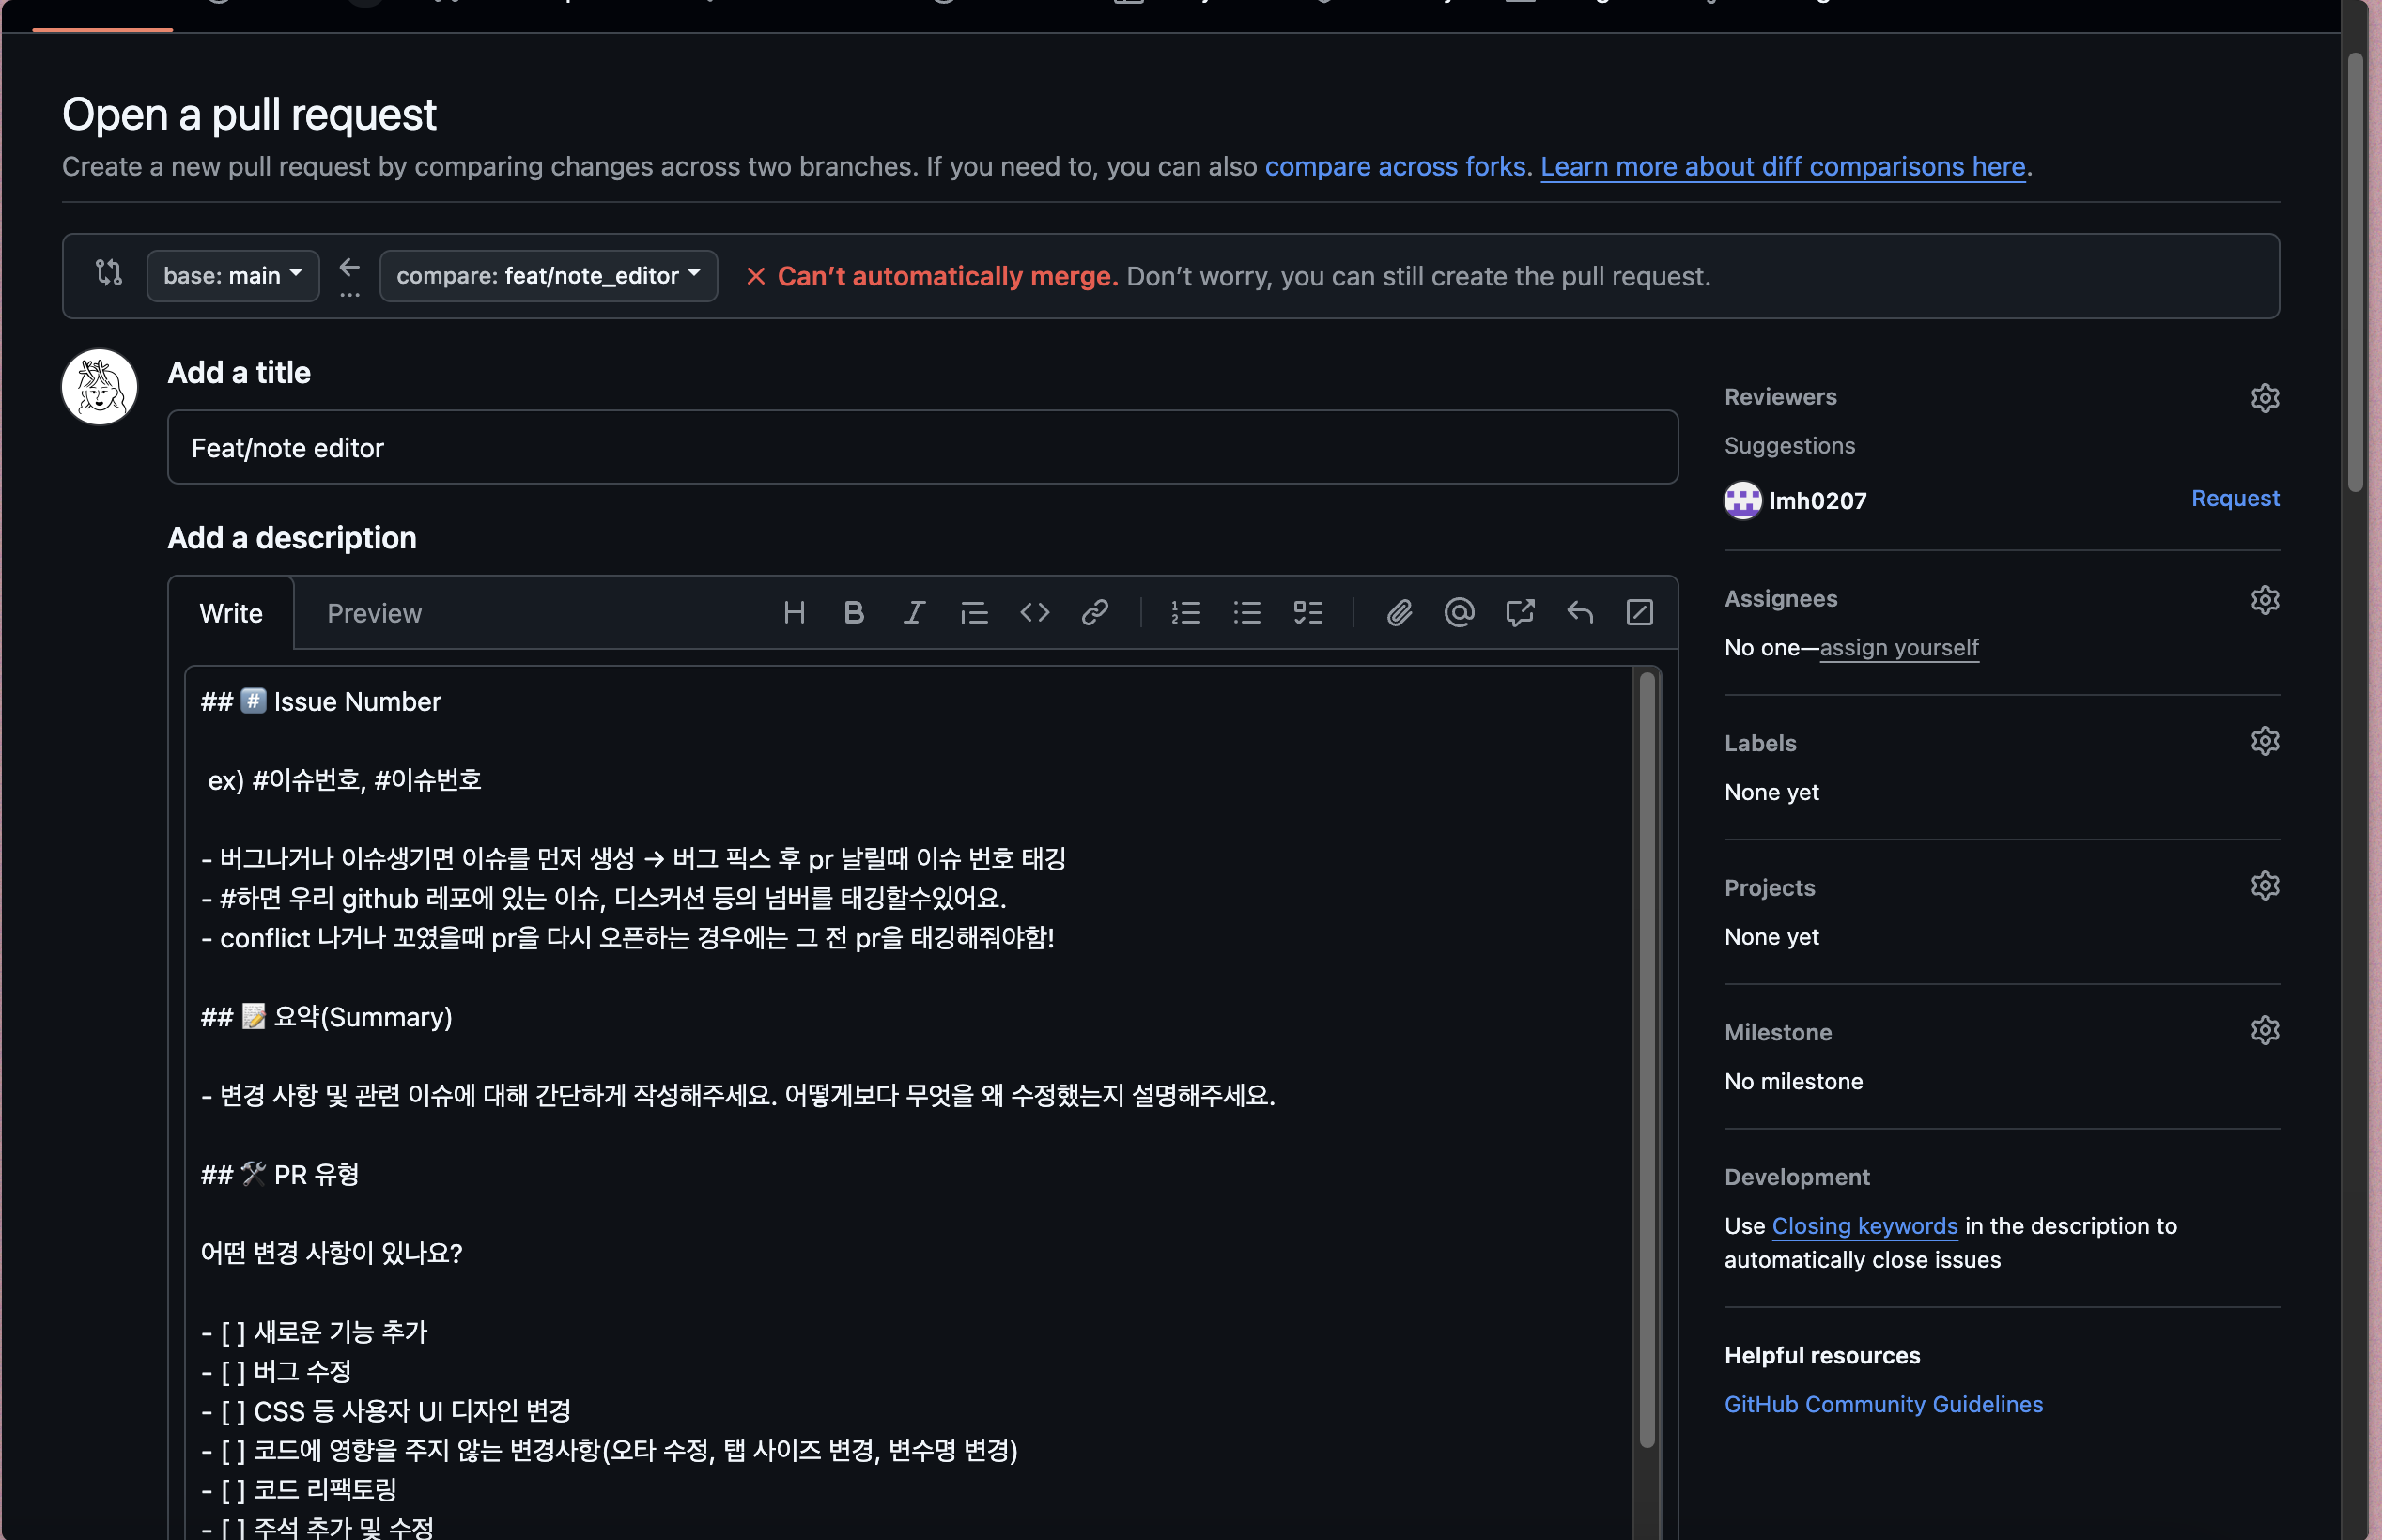 Open a pull request
Create a new pull request by comparing changes across two branches. If you need to, you can also compare across forks. Learn more about diff comparisons here.
base: main
compare: feat/note_editor
Can’t automatically merge. Don’t worry, you can still create the pull request.
Add a title
Feat/note editor
Add a description
Write
Preview
## #️⃣ Issue Number
ex) #이슈번호, #이슈번호
- 버그나거나 이슈생기면 이슈를 먼저 생성 → 버그 픽스 후 pr 날릴때 이슈 번호 태깅
- #하면 우리 github 레포에 있는 이슈, 디스커션 등의 넘버를 태깅할수있어요.
- conflict 나거나 꼬였을때 pr을 다시 오픈하는 경우에는 그 전 pr을 태깅해줘야함!
## 📝 요약(Summary)
- 변경 사항 및 관련 이슈에 대해 간단하게 작성해주세요. 어떻게보다 무엇을 왜 수정했는지 설명해주세요.
## 🛠️ PR 유형
어떤 변경 사항이 있나요?
- [ ] 새로운 기능 추가
- [ ] 버그 수정
- [ ] CSS 등 사용자 UI 디자인 변경
- [ ] 코드에 영향을 주지 않는 변경사항(오타 수정, 탭 사이즈 변경, 변수명 변경)
- [ ] 코드 리팩토링
- [ ] 주석 추가 및 수정
Reviewers
Suggestions
lmh0207
Request
Assignees
No one—assign yourself
Labels
None yet
Projects
None yet
Milestone
No milestone
Development
Use Closing keywords in the description to
automatically close issues
Helpful resources
GitHub Community Guidelines